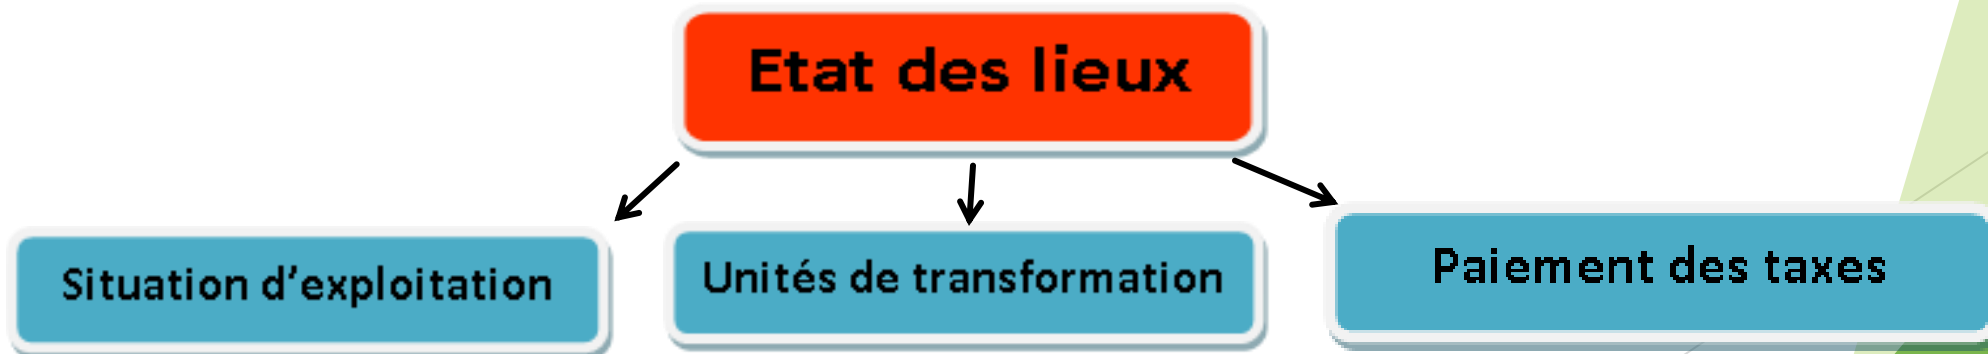 Etat des lieux
Situation d’exploitation
Unités de transformation
Paiement des taxes